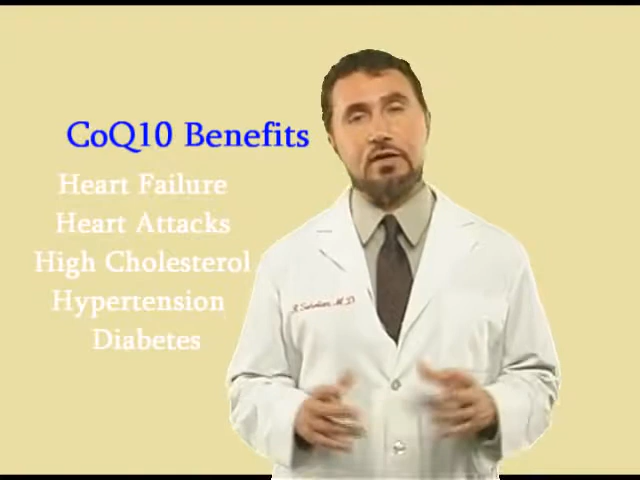 CoQ10 Benefits
Heart Failure
Heart Attacks
High Cholesterol
Hypertension
Diabetes
M.D